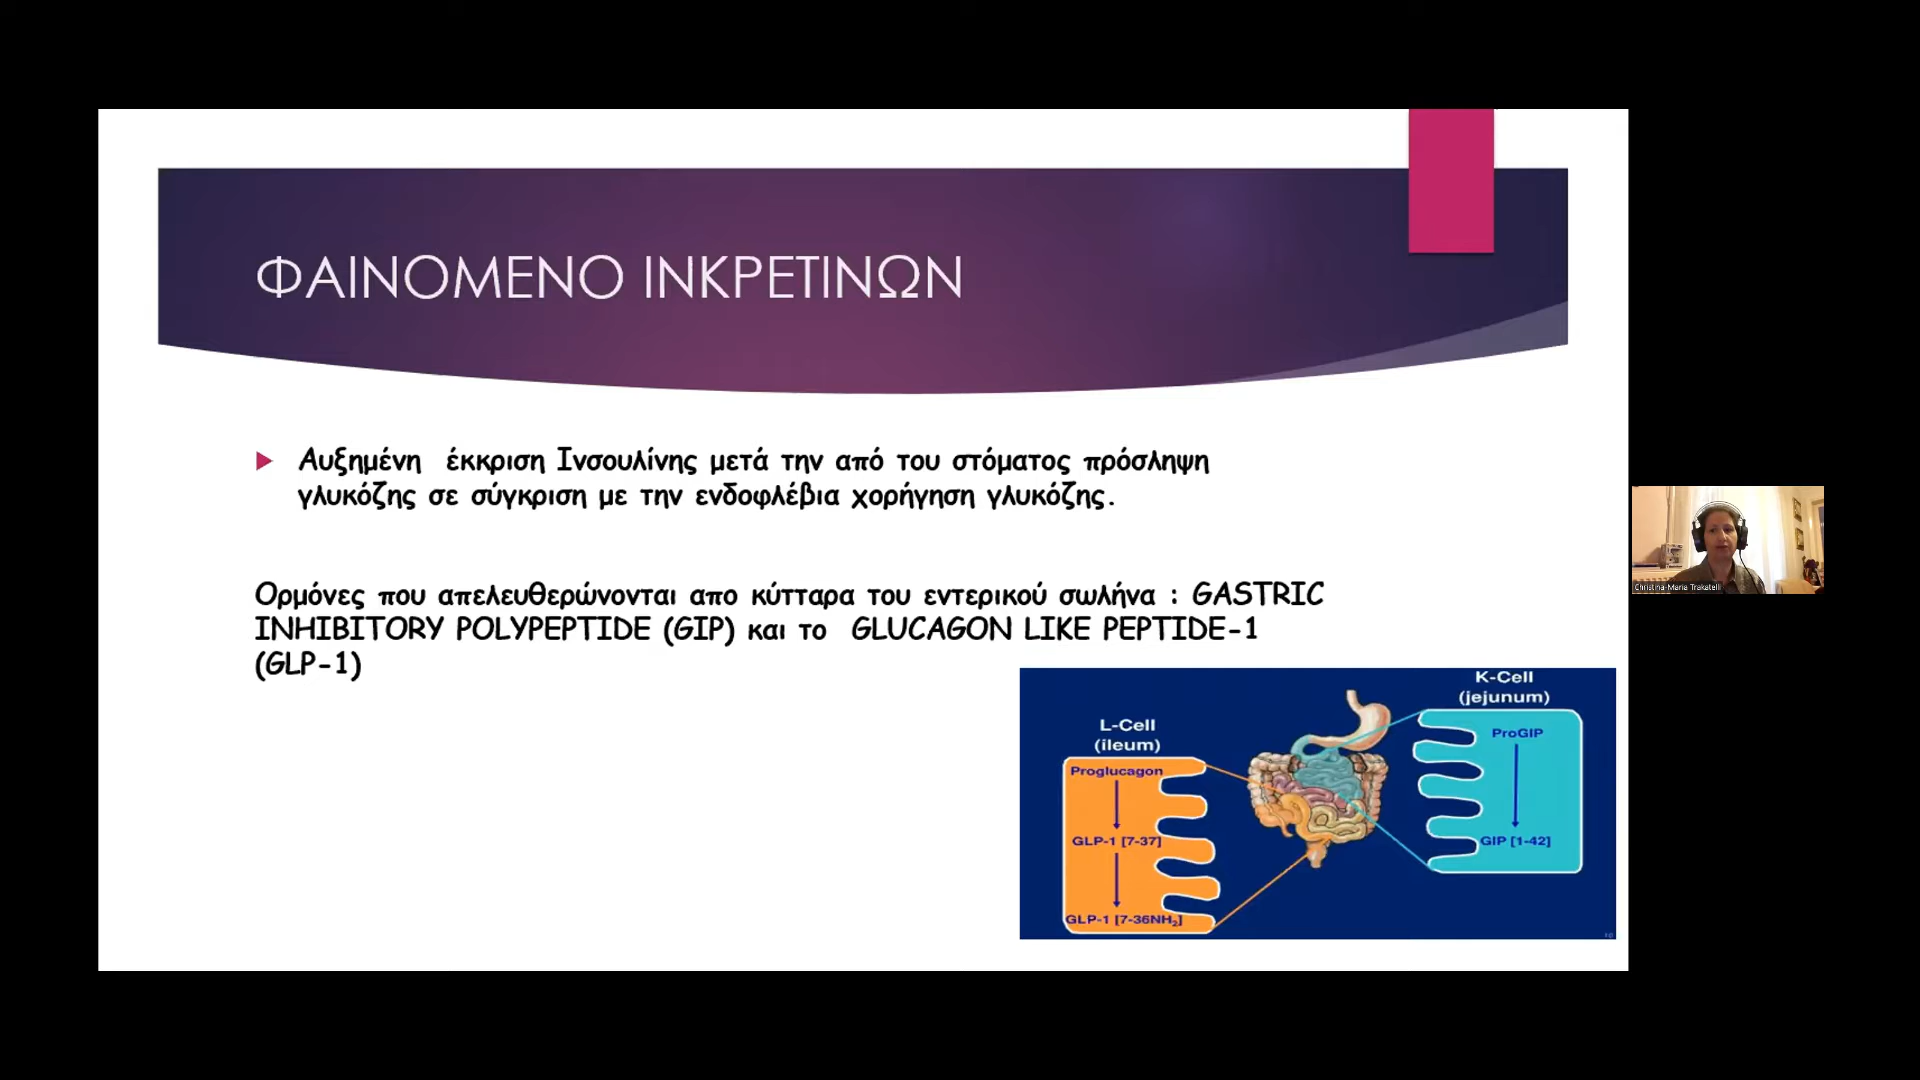 ΦΑΙΝΟΜΕΝΟ ΙΝΚΡΕΤΙΝΩΝ
Αυξημένη έκκριση Ινσουλίνης μετά την από του στόματος πρόσληψη
γλυκόζης σε σύγκριση με την ενδοφλέβια χορήγηση γλυκόζης.
Ορμόνες που απελευθερώνονται απο κύτταρα του εντερικού σωλήνα : GASTRIC
INHIBITORY POLYPEPTIDE (GIP) και το GLUCAGON LIKE PEPTIDE-1
(GLP-1)
L-Cell
(ileum)
Proglucagon
GLP-1 [7-37]
GLP-1 [7-36NH₂]
K-Cell
(jejunum)
ProGIP
GIP [1-42]
10
Christina-Maria Trakatelli